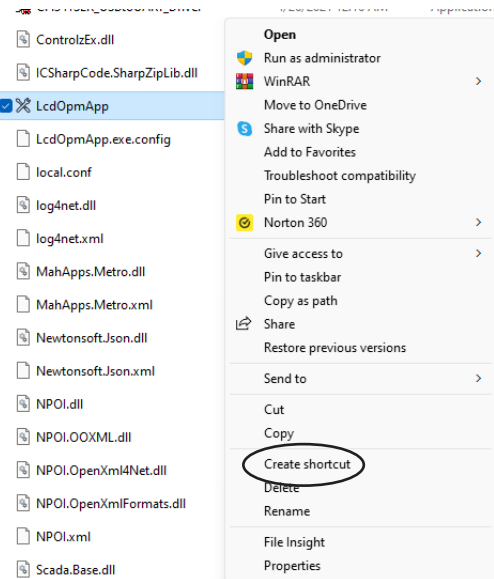 ControlzEx.dll
ICSharpCode.SharpZipLib.dll
LcdOpmApp
LcdOpmApp.exe.config
local.conf
log4net.dll
log4net.xml
MahApps.Metro.dll
MahApps.Metro.xml
Newtonsoft.Json.dll
Newtonsoft.Json.xml
NPOI.dll
NPOI.OOXML.dll
NPOI.OpenXml4Net.dll
NPOI.OpenXmlFormats.dll
NPOI.xml
Scada.Base.dll
Open
Run as administrator
WinRAR
Move to OneDrive
Share with Skype
Add to Favorites
Troubleshoot compatibility
Pin to Start
Norton 360
Give access to
Pin to taskbar
Copy as path
Share
Restore previous versions
Send to
Cut
Copy
Create shortcut
Delete
Rename
File Insight
Properties